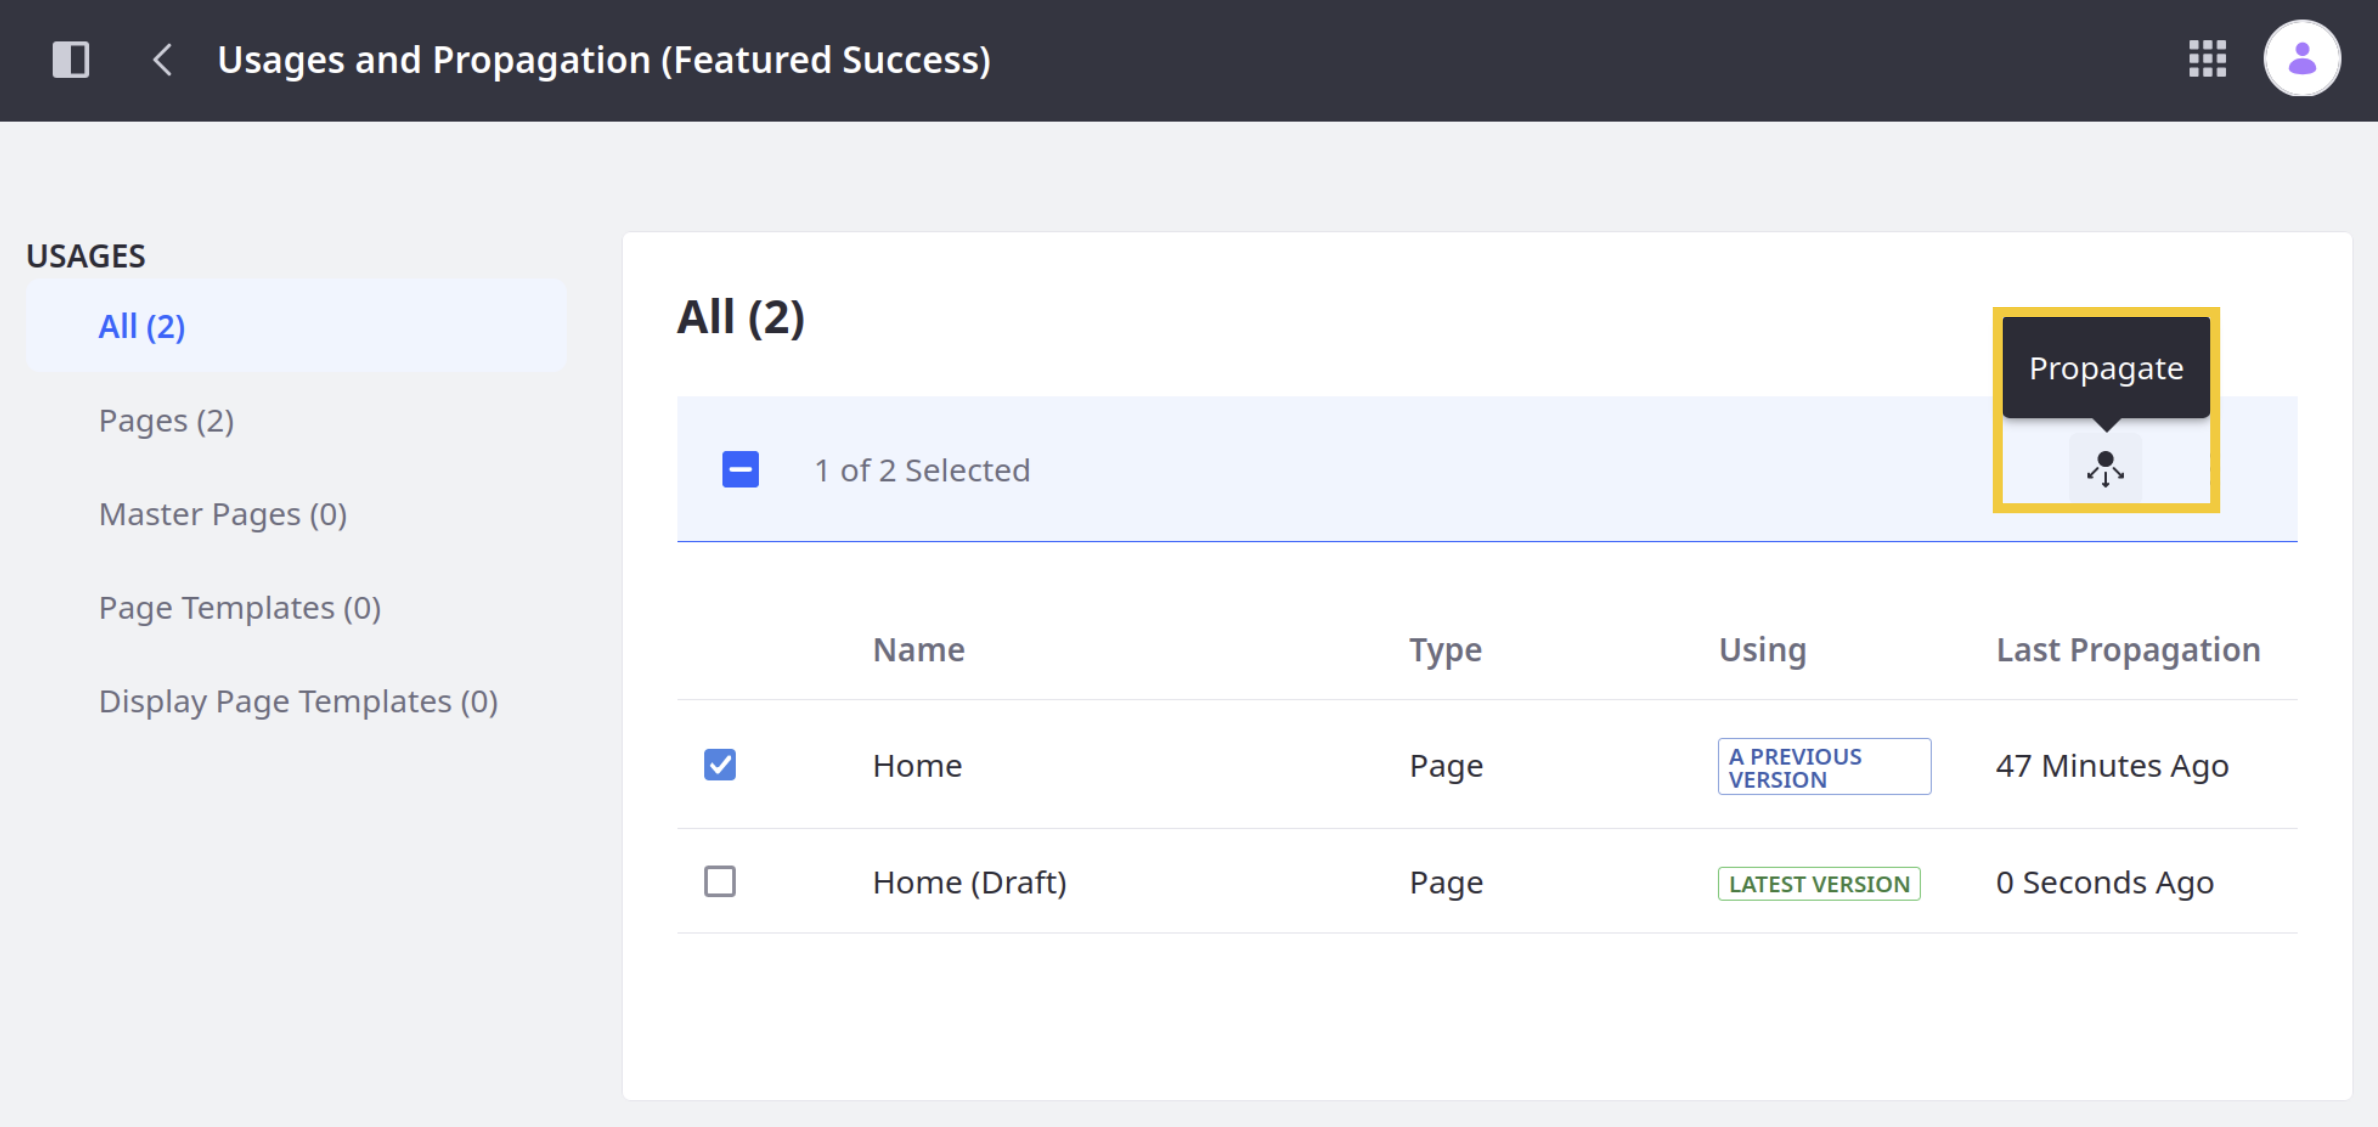 Usages and Propagation (Featured Success)
USAGES
All (2)
Pages (2)
Master Pages (0)
Page Templates (0)
Display Page Templates (0)
All (2)
Propagate
1 of 2 Selected
Name Type Using Last Propagation
Home Page A PREVIOUS VERSION 47 Minutes Ago
Home (Draft) Page LATEST VERSION 0 Seconds Ago